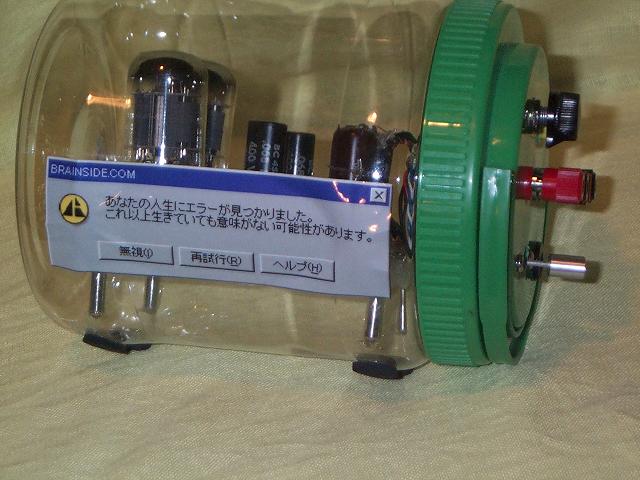 BRAINSIDE.COM
あなたの人生にエラーが見つかりました。
これ以上生きていても意味がない可能性があります。
無視(I)
再試行(R)
ヘルプ(H)